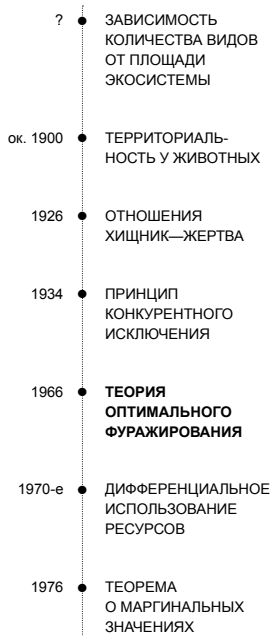 ? ЗАВИСИМОСТЬ
КОЛИЧЕСТВА ВИДОВ
ОТ ПЛОЩАДИ
ЭКОСИСТЕМЫ
ок. 1900 ТЕРРИТОРИАЛЬ-
НОСТЬ У ЖИВОТНЫХ
1926 ОТНОШЕНИЯ
ХИЩНИК—ЖЕРТВА
1934 ПРИНЦИП
КОНКУРЕНТНОГО
ИСКЛЮЧЕНИЯ
1966 ТЕОРИЯ
ОПТИМАЛЬНОГО
ФУРАЖИРОВАНИЯ
1970-е ДИФФЕРЕНЦИАЛЬНОЕ
ИСПОЛЬЗОВАНИЕ
РЕСУРСОВ
1976 ТЕОРЕМА
О МАРГИНАЛЬНЫХ
ЗНАЧЕНИЯХ